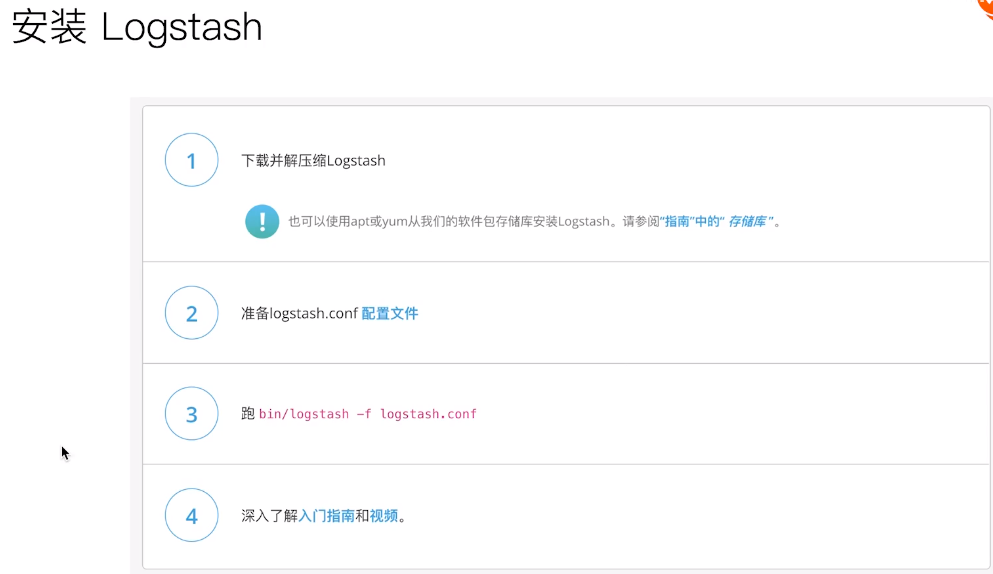 安装 Logstash
1
下载并解压缩Logstash
! 也可以使用apt或yum从我们的软件包存储库安装Logstash。请参阅“指南”中的“ 存储库”。
2
准备logstash.conf 配置文件
3
跑 bin/logstash -f logstash.conf
4
深入了解入门指南和视频。